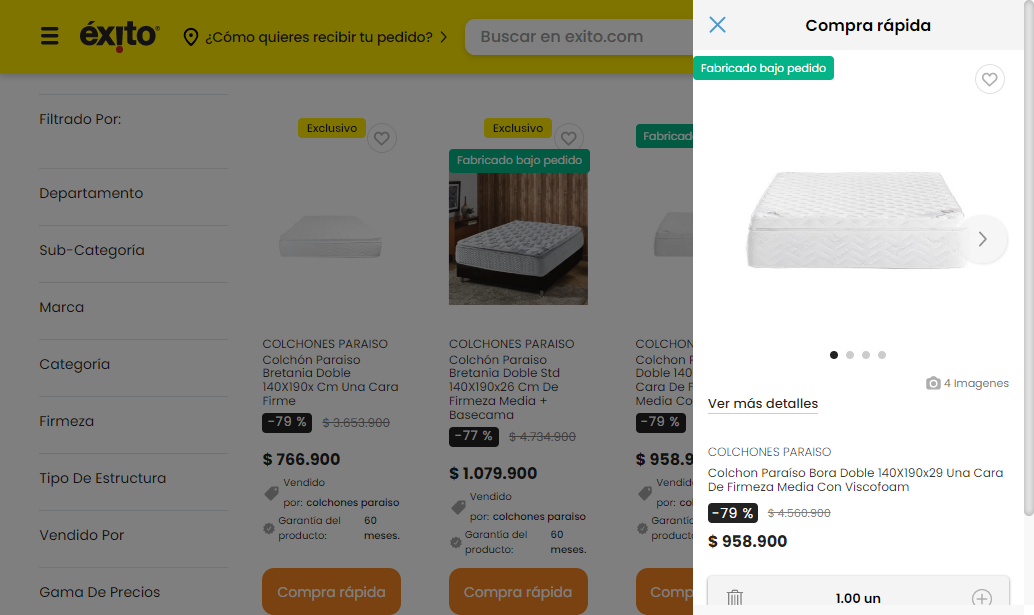 éxito
¿Cómo quieres recibir tu pedido?
Buscar en exito.com
Filtrado Por:
Departamento
Sub-Categoría
Marca
Categoría
Firmeza
Tipo De Estructura
Vendido Por
Gama De Precios
Exclusivo
COLCHONES PARAISO
Colchón Paraiso
Bretania Doble
140X190x Cm Una Cara
Firme
-79 % $ 3.653.900
$ 766.900
Vendido
por: colchones paraiso
Garantía del
producto:
60
meses.
Compra rápida
Exclusivo
Fabricado bajo pedido
COLCHONES PARAISO
Colchón Paraiso
Bretania Doble Std
140X190x26 Cm De
Firmeza Media +
Basecama
-77 % $ 4.734.900
$ 1.079.900
Vendido
por: colchones paraiso
Garantía del
producto:
60
meses.
Compra rápida
Fabricad
COLCHON
Colchon P
Doble 140
Cara De F
Media Co
-79 %
$ 958.9
Vendido
por: co
Garantí
product
Comp
Compra rápida
Fabricado bajo pedido
4 Imagenes
Ver más detalles
COLCHONES PARAISO
Colchon Paraíso Bora Doble 140X190x29 Una Cara
De Firmeza Media Con Viscofoam
-79 % $ 4.560.900
$ 958.900
1.00 un